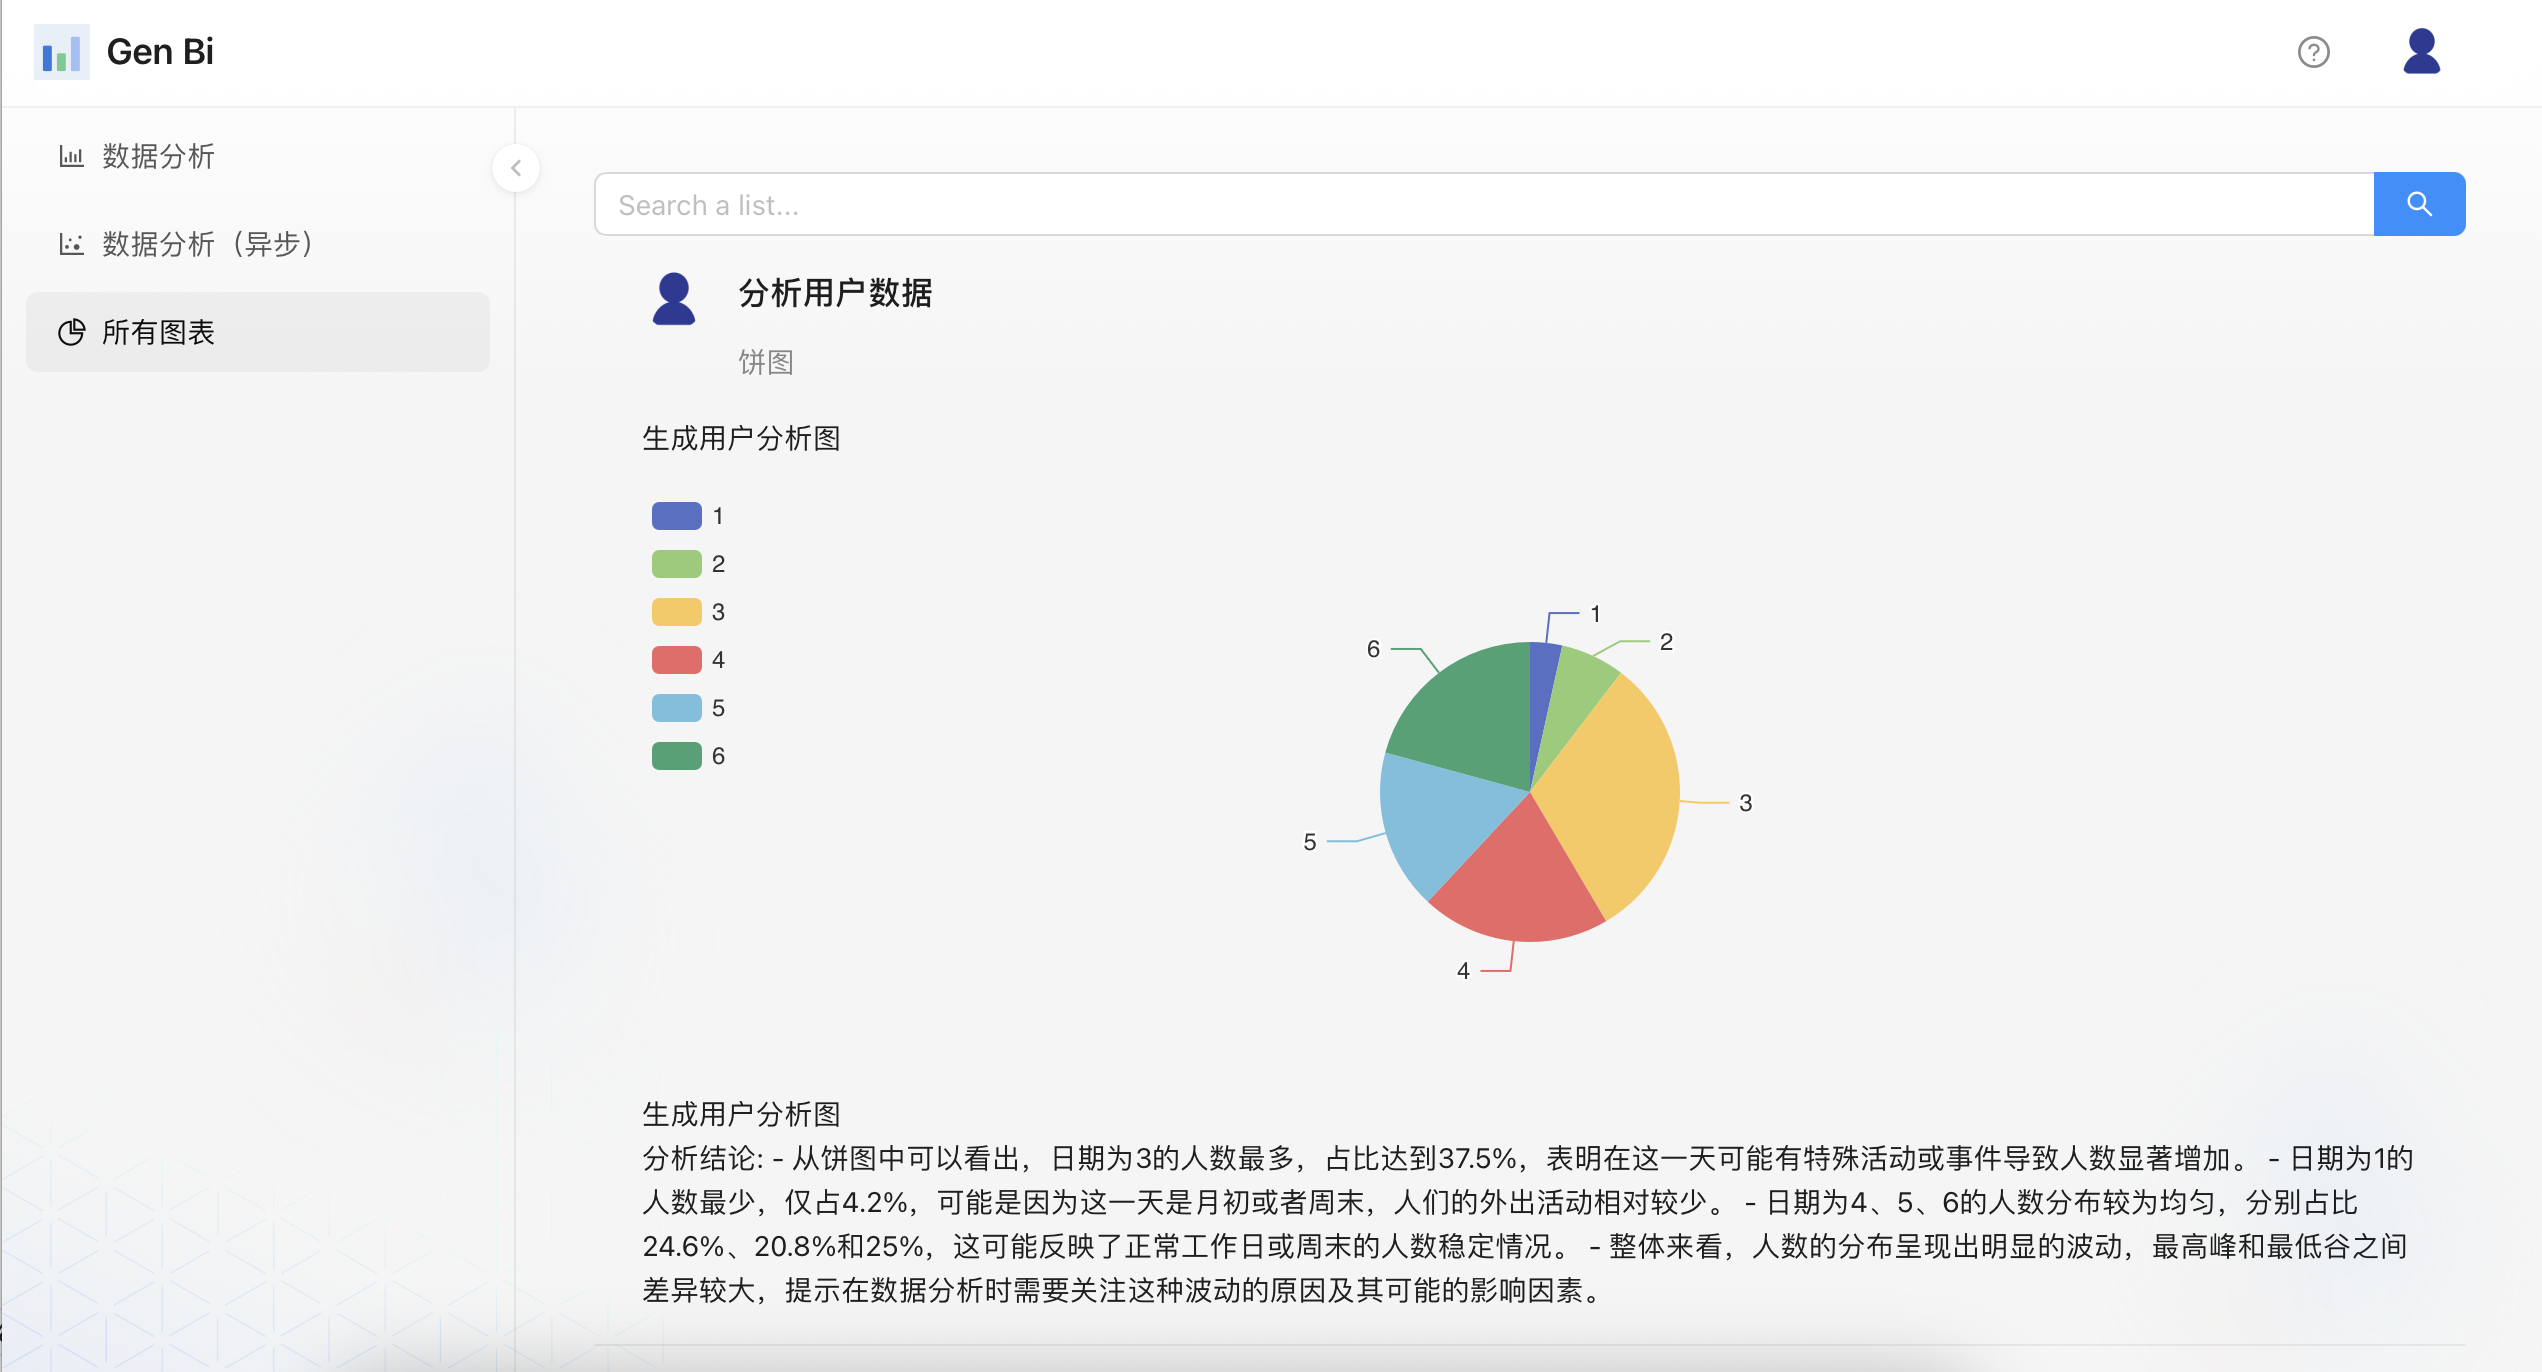 Gen Bi
数据分析
数据分析（异步）
所有图表
Search a list...
分析用户数据
饼图
生成用户分析图
1
2
3
4
5
6
1
2
3
4
5
6
生成用户分析图
分析结论: - 从饼图中可以看出，日期为3的人数最多，占比达到37.5%，表明在这一天可能有特殊活动或事件导致人数显著增加。 - 日期为1的
人数最少，仅占4.2%，可能是因为这一天是月初或者周末，人们的外出活动相对较少。 - 日期为4、5、6的人数分布较为均匀，分别占比
24.6%、20.8%和25%，这可能反映了正常工作日或周末的人数稳定情况。 - 整体来看，人数的分布呈现出明显的波动，最高峰和最低谷之间
差异较大，提示在数据分析时需要关注这种波动的原因及其可能的影响因素。